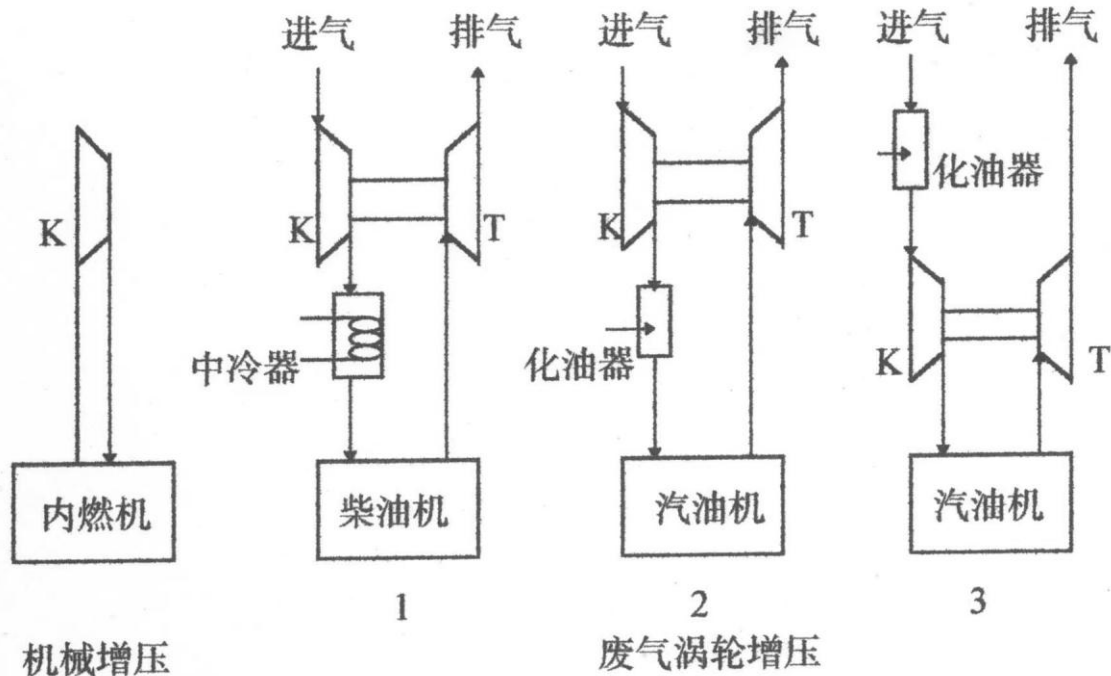 进气 排气 进气 排气 进气 排气
化油器
K K T K T
K T
中冷器 化油器
内燃机 柴油机 汽油机 汽油机
1 2 3
机械增压 废气涡轮增压